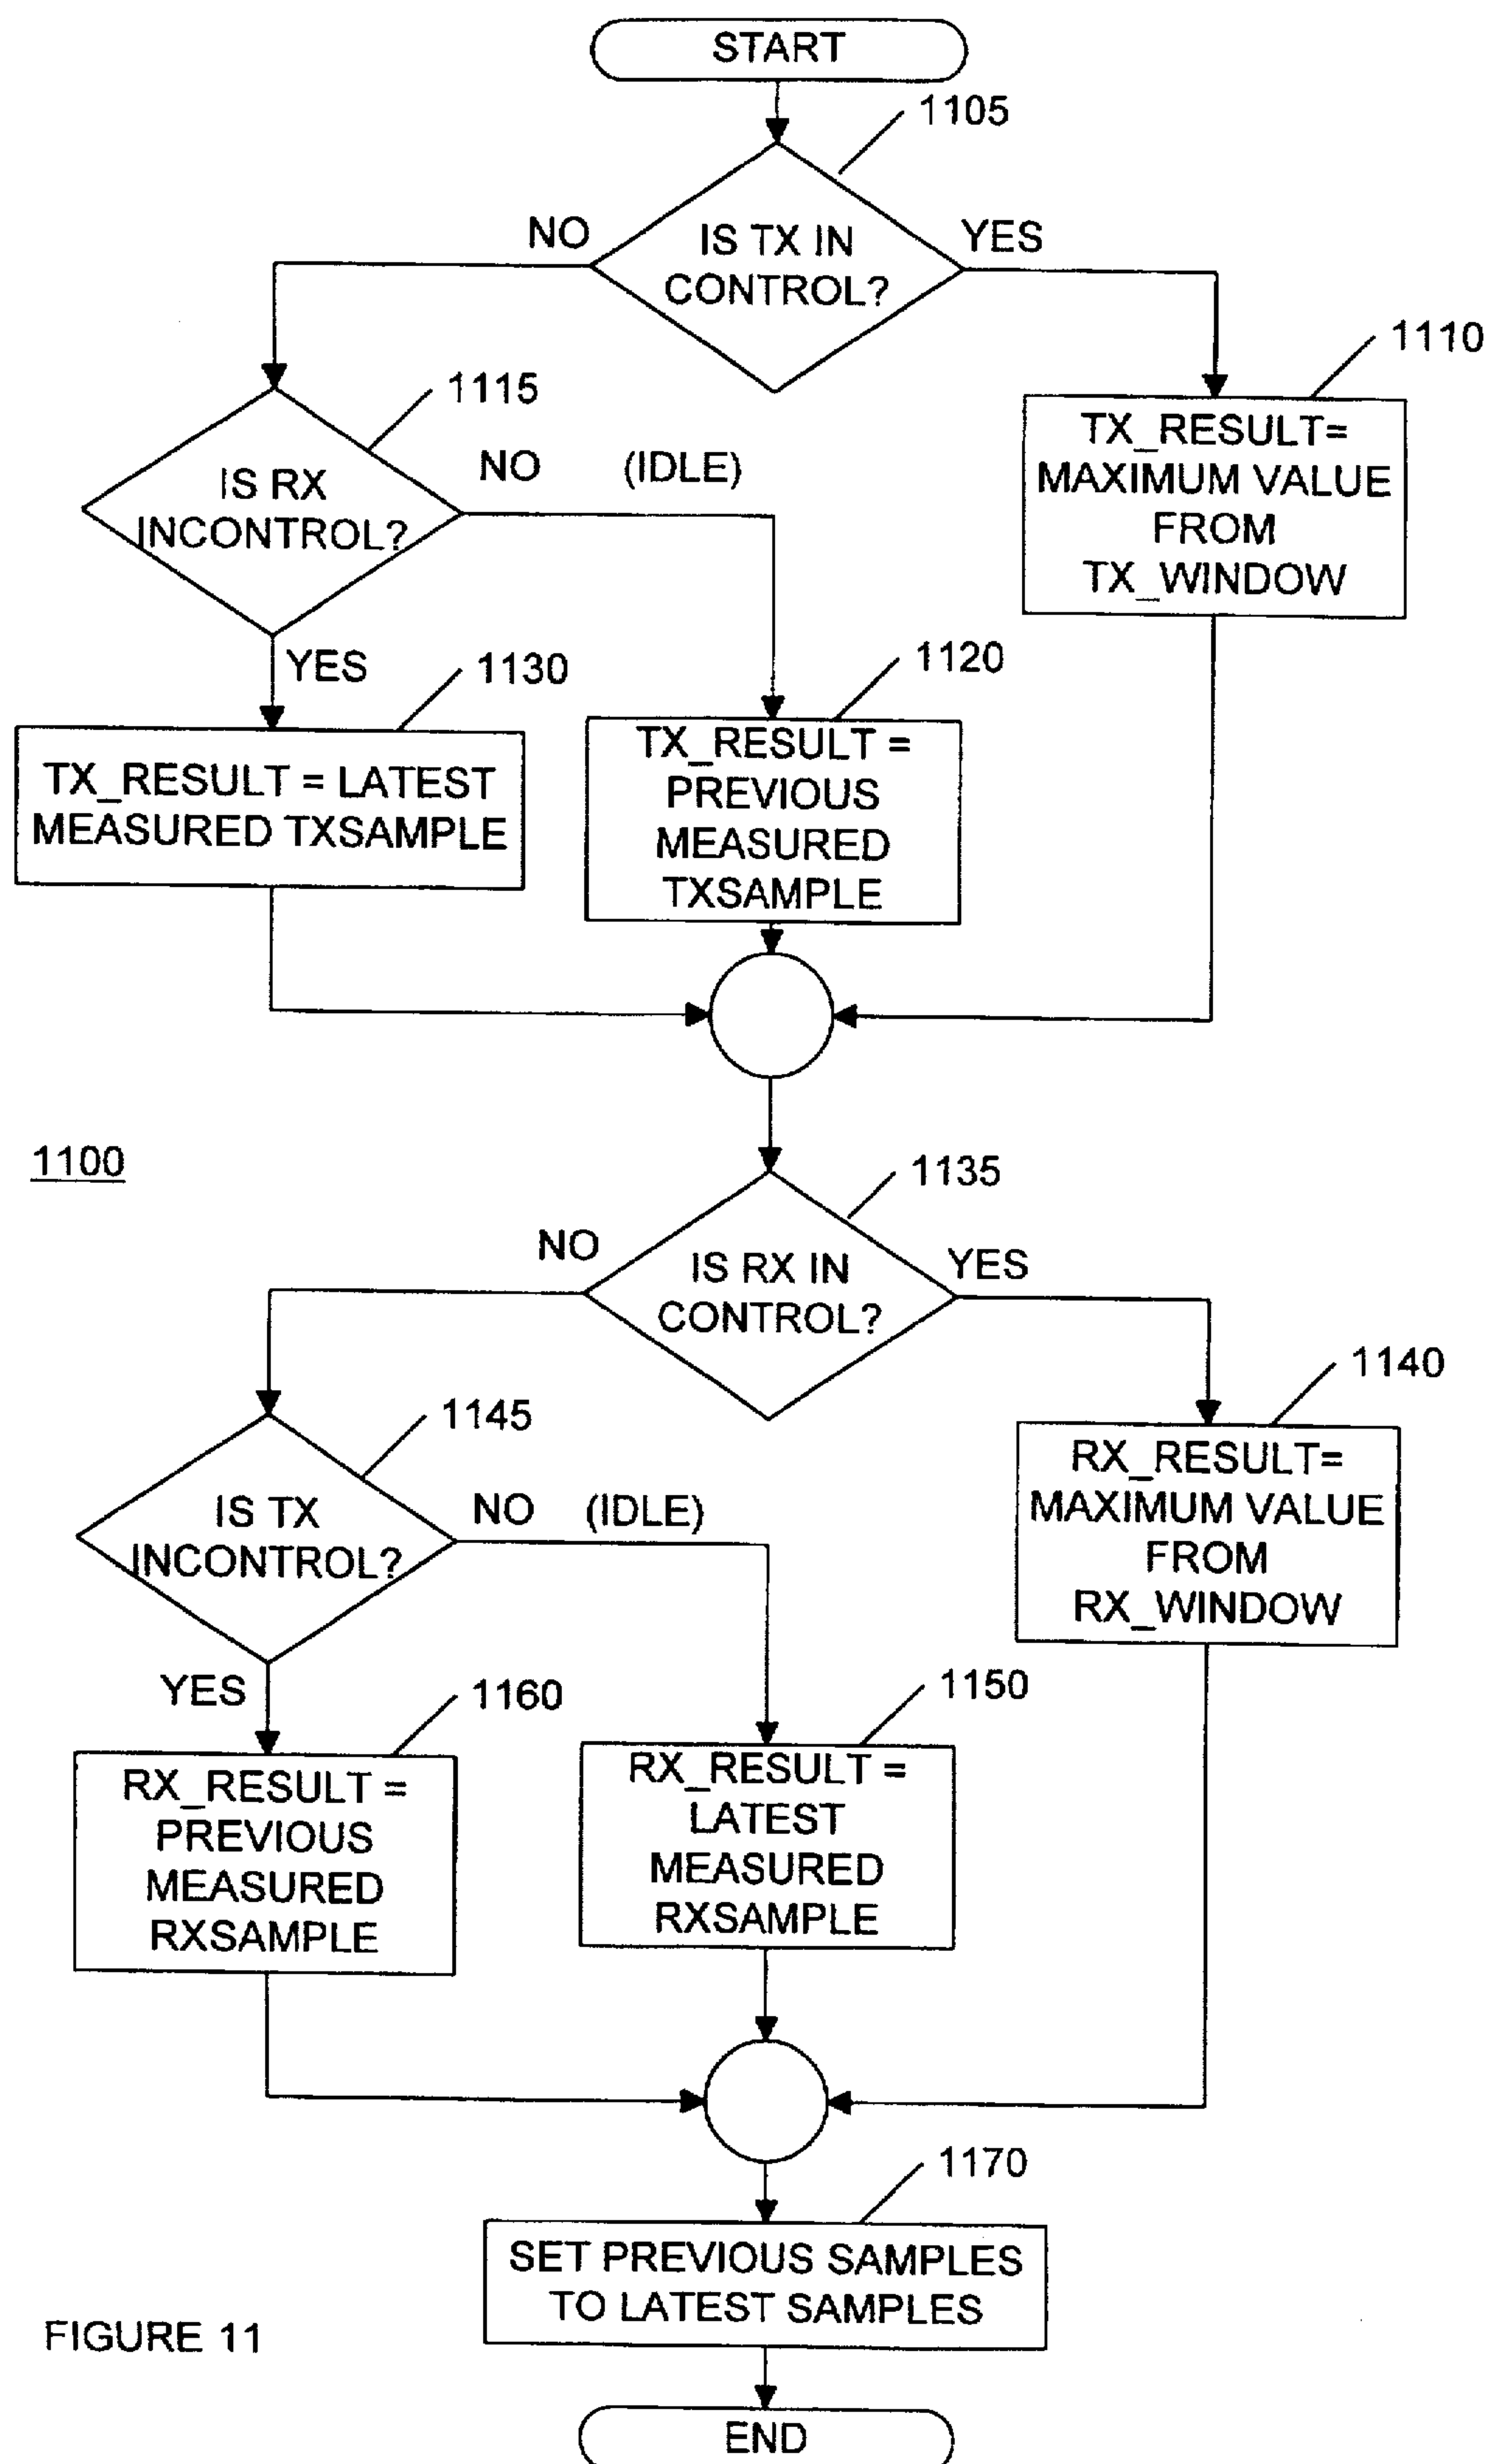 START
1105
NO
IS TX IN
CONTROL?
YES
1110
TX_RESULT=
MAXIMUM VALUE
FROM
TX_WINDOW
1115
IS RX
INCONTROL?
NO (IDLE)
YES
1130
TX_RESULT = LATEST
MEASURED TXSAMPLE
1120
TX_RESULT =
PREVIOUS
MEASURED
TXSAMPLE
1100
1135
NO
IS RX IN
CONTROL?
YES
1140
RX_RESULT=
MAXIMUM VALUE
FROM
RX_WINDOW
1145
IS TX
INCONTROL?
NO (IDLE)
YES
1160
RX_RESULT =
PREVIOUS
MEASURED
RXSAMPLE
1150
RX_RESULT =
LATEST
MEASURED
RXSAMPLE
1170
SET PREVIOUS SAMPLES
TO LATEST SAMPLES
FIGURE 11
END